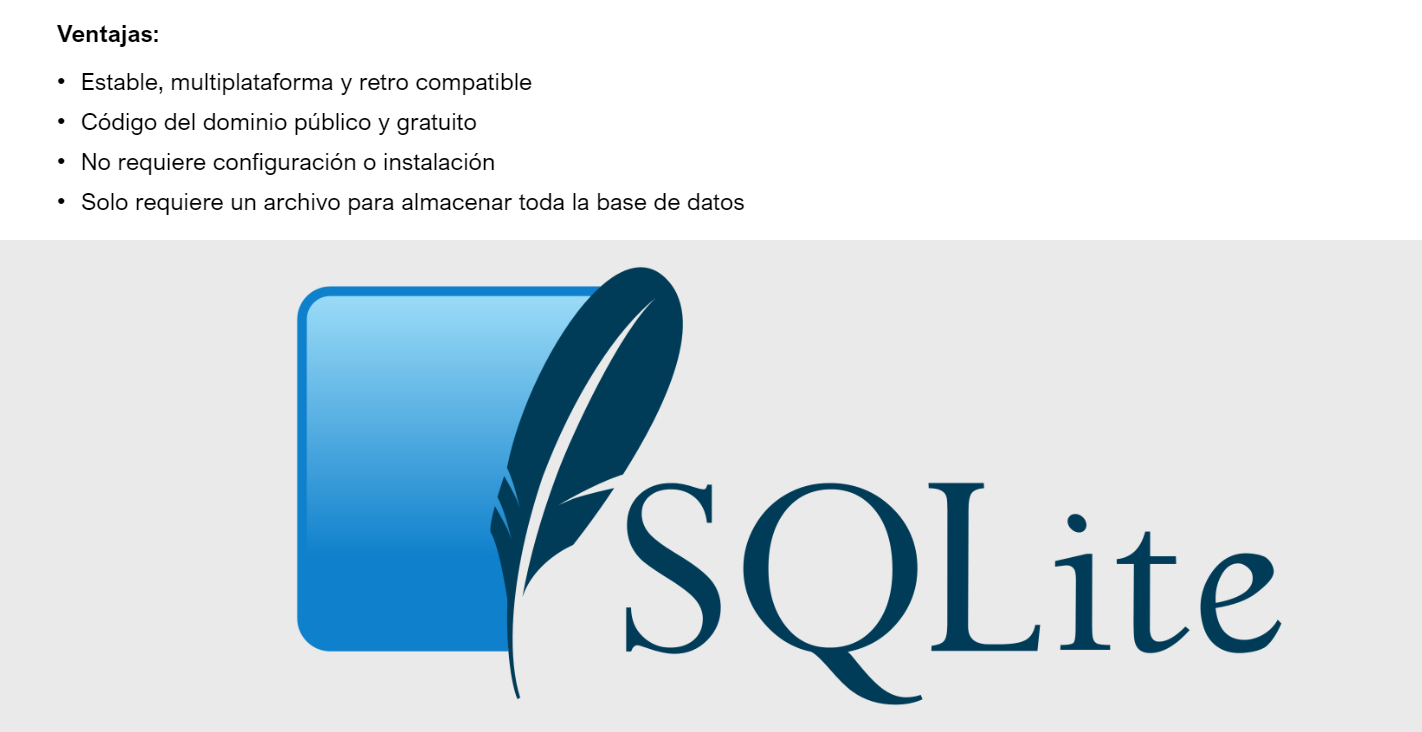 Ventajas:
• Estable, multiplataforma y retro compatible
• Código del dominio público y gratuito
• No requiere configuración o instalación
• Solo requiere un archivo para almacenar toda la base de datos
SQLite